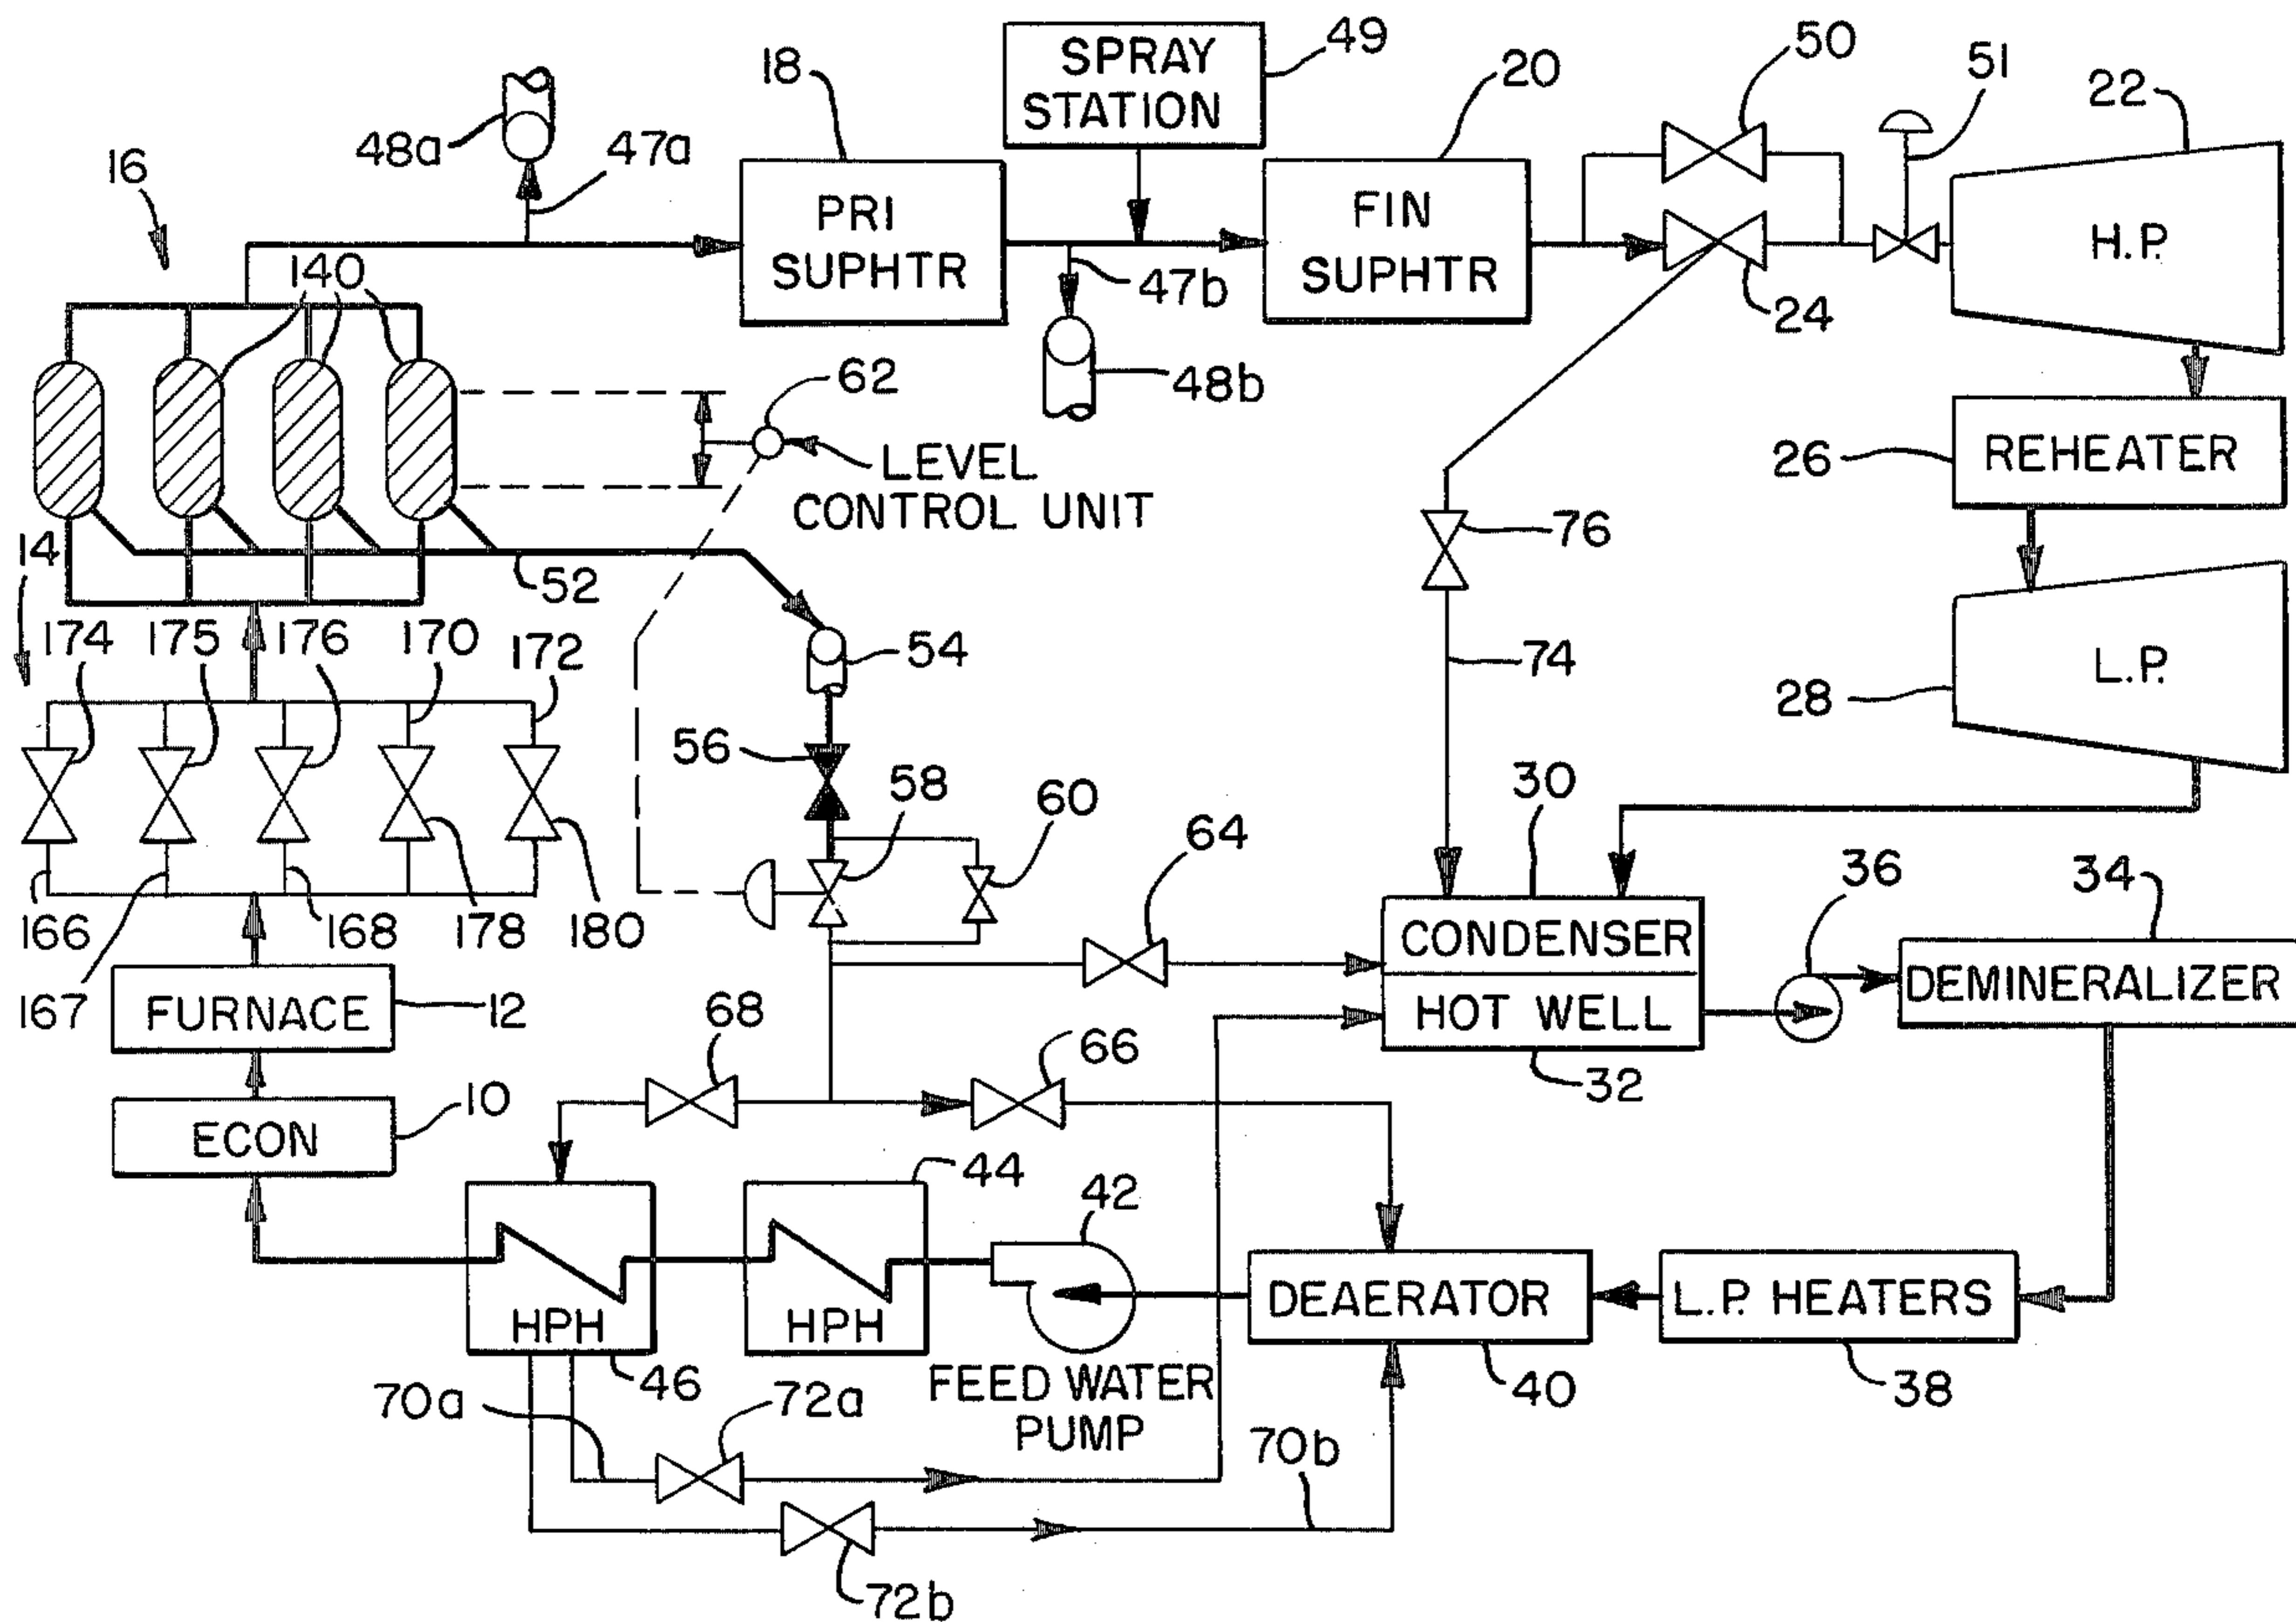 18
SPRAY
STATION
49
20
50
51
22
48a
47a
16
PRI
SUPHTR
FIN
SUPHTR
H.P.
140
47b
24
62
48b
LEVEL
CONTROL UNIT
26
REHEATER
76
14
52
174
175
176
170
172
54
74
L.P.
28
56
58
60
64
30
36
34
166
167
168
178
180
CONDENSER
HOT WELL
DEMINERALIZER
FURNACE
12
68
66
32
10
ECON
44
42
HPH
HPH
DEAERATOR
L.P. HEATERS
46
FEED WATER
PUMP
40
38
70a
72a
70b
72b